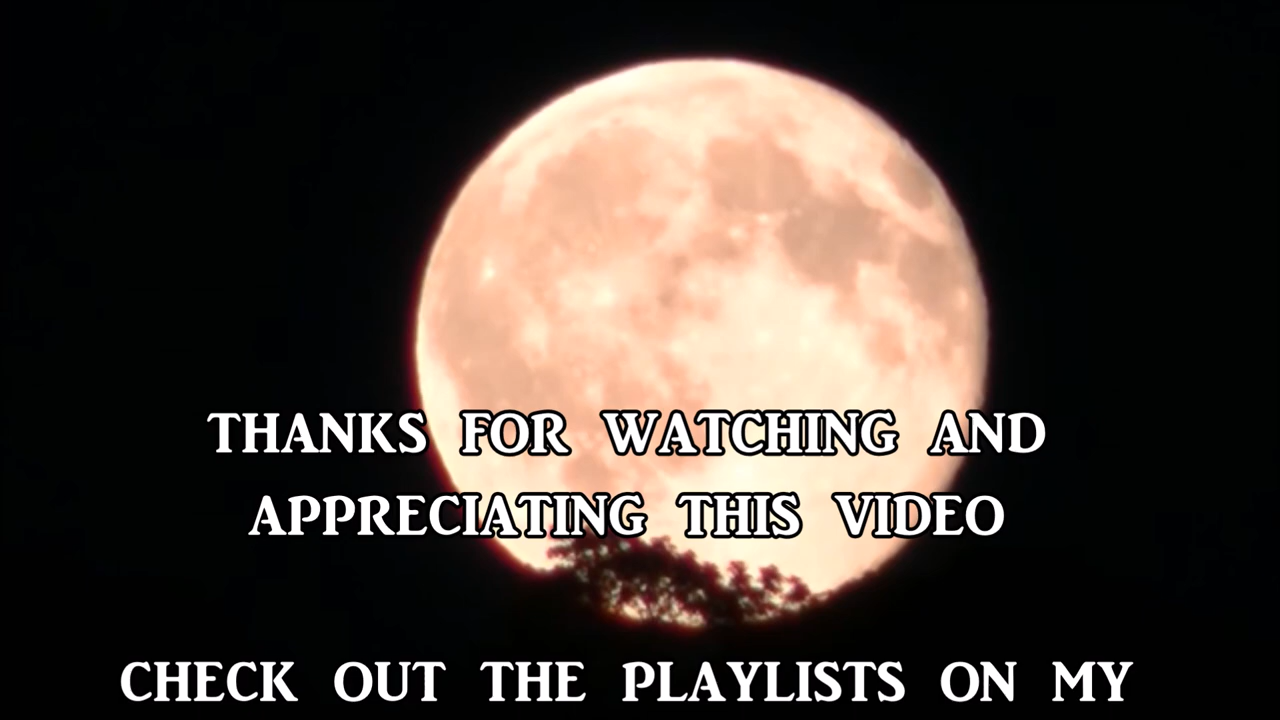 THANKS FOR WATCHING AND
APPRECIATING THIS VIDEO
CHECK OUT THE PLAYLISTS ON MY